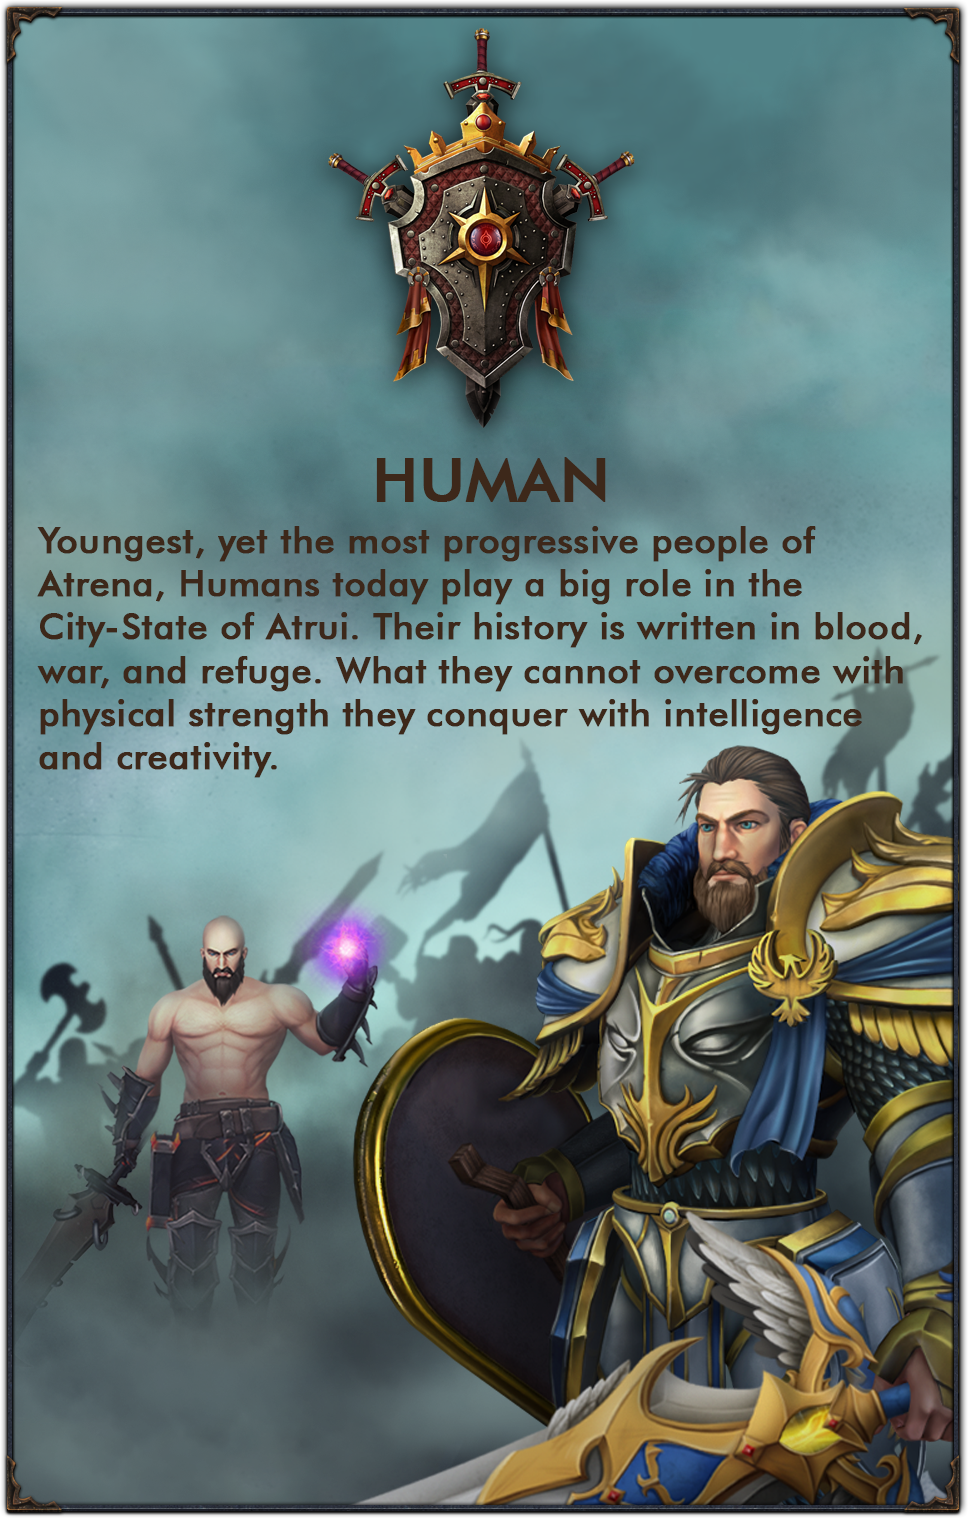 HUMAN
Youngest, yet the most progressive people of
Atrena, Humans today play a big role in the
City-State of Atrui. Their history is written in blood,
war, and refuge. What they cannot overcome with
physical strength they conquer with intelligence
and creativity.